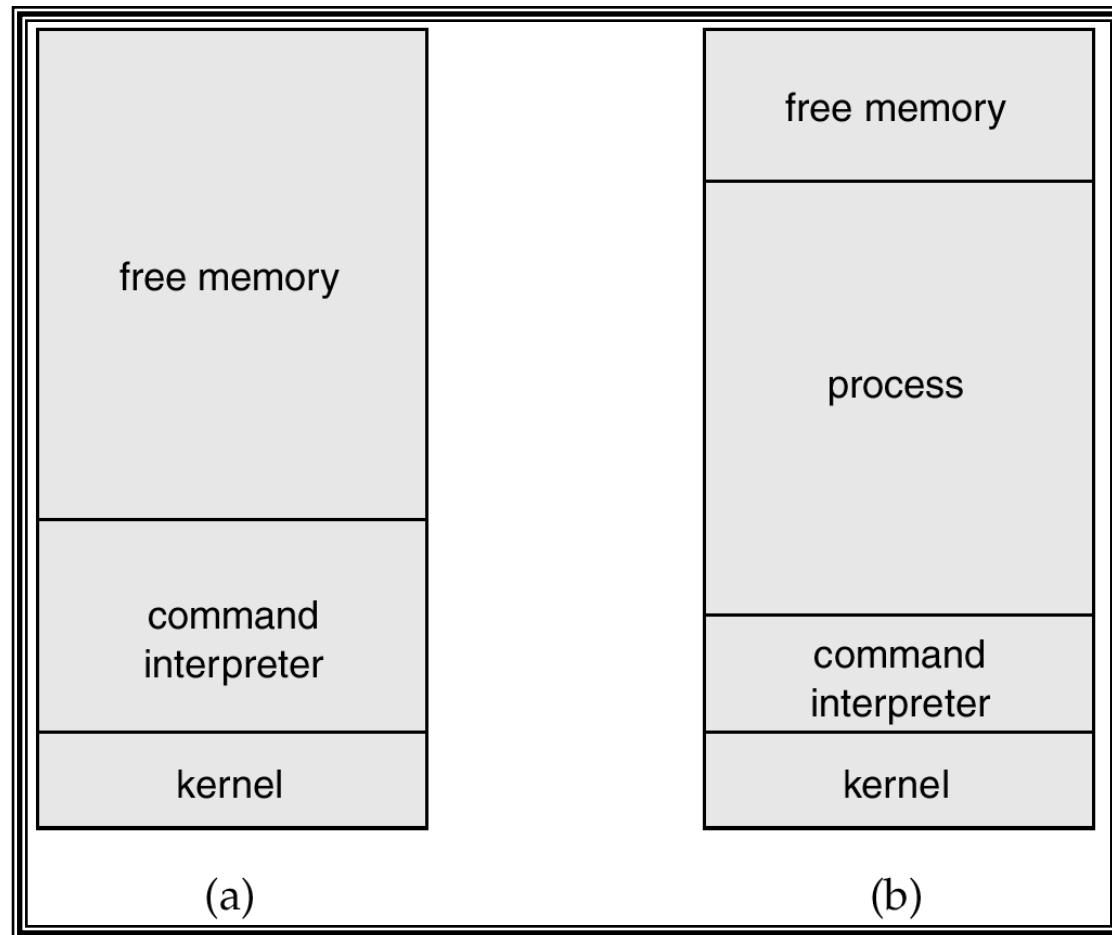 free memory
command
interpreter
kernel
(a)
free memory
process
command
interpreter
kernel
(b)